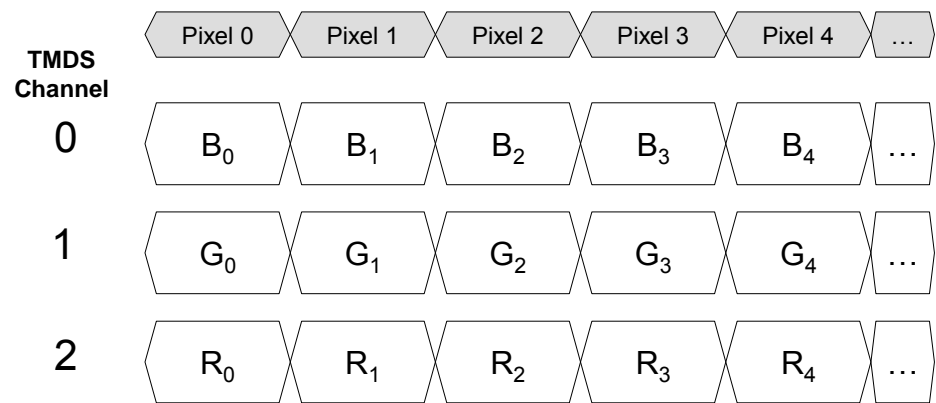 Pixel 0 Pixel 1 Pixel 2 Pixel 3 Pixel 4 ...
TMDS
Channel
0 B₀ B₁ B₂ B₃ B₄ ...
1 G₀ G₁ G₂ G₃ G₄ ...
2 R₀ R₁ R₂ R₃ R₄ ...